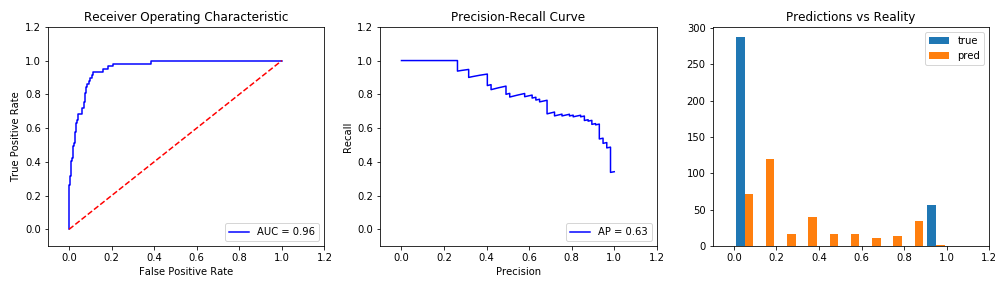 Receiver Operating Characteristic
1.2
1.0
0.8
0.6
0.4
0.2
0.0
True Positive Rate
AUC = 0.96
0.0 0.2 0.4 0.6 0.8 1.0 1.2
False Positive Rate
Precision-Recall Curve
1.2
1.0
0.8
0.6
0.4
0.2
0.0
Recall
AP = 0.63
0.0 0.2 0.4 0.6 0.8 1.0 1.2
Precision
Predictions vs Reality
300
250
200
150
100
50
0
true
pred
0.0 0.2 0.4 0.6 0.8 1.0 1.2